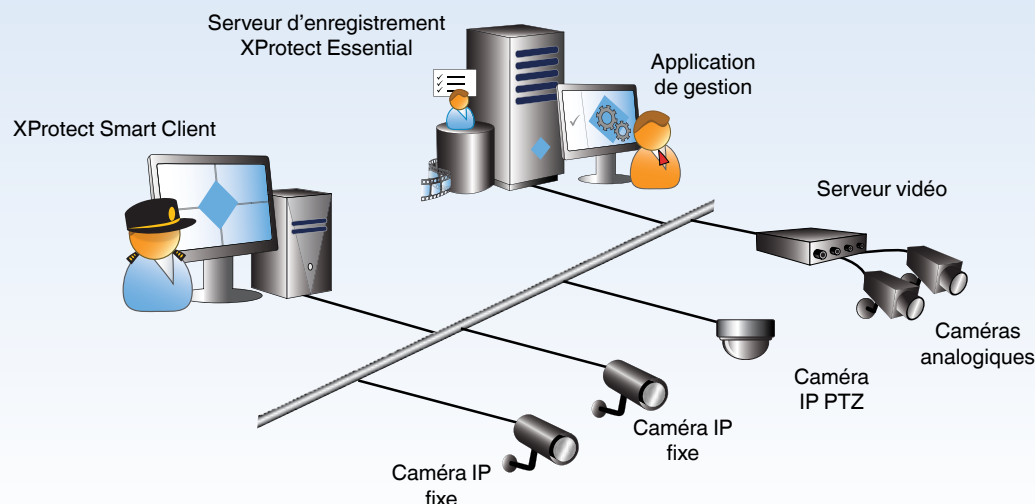 Serveur d'enregistrement
XProtect Essential
Application
de gestion
XProtect Smart Client
Serveur vidéo
Caméras
analogiques
Caméra
IP PTZ
Caméra IP
fixe
Caméra IP
fixe